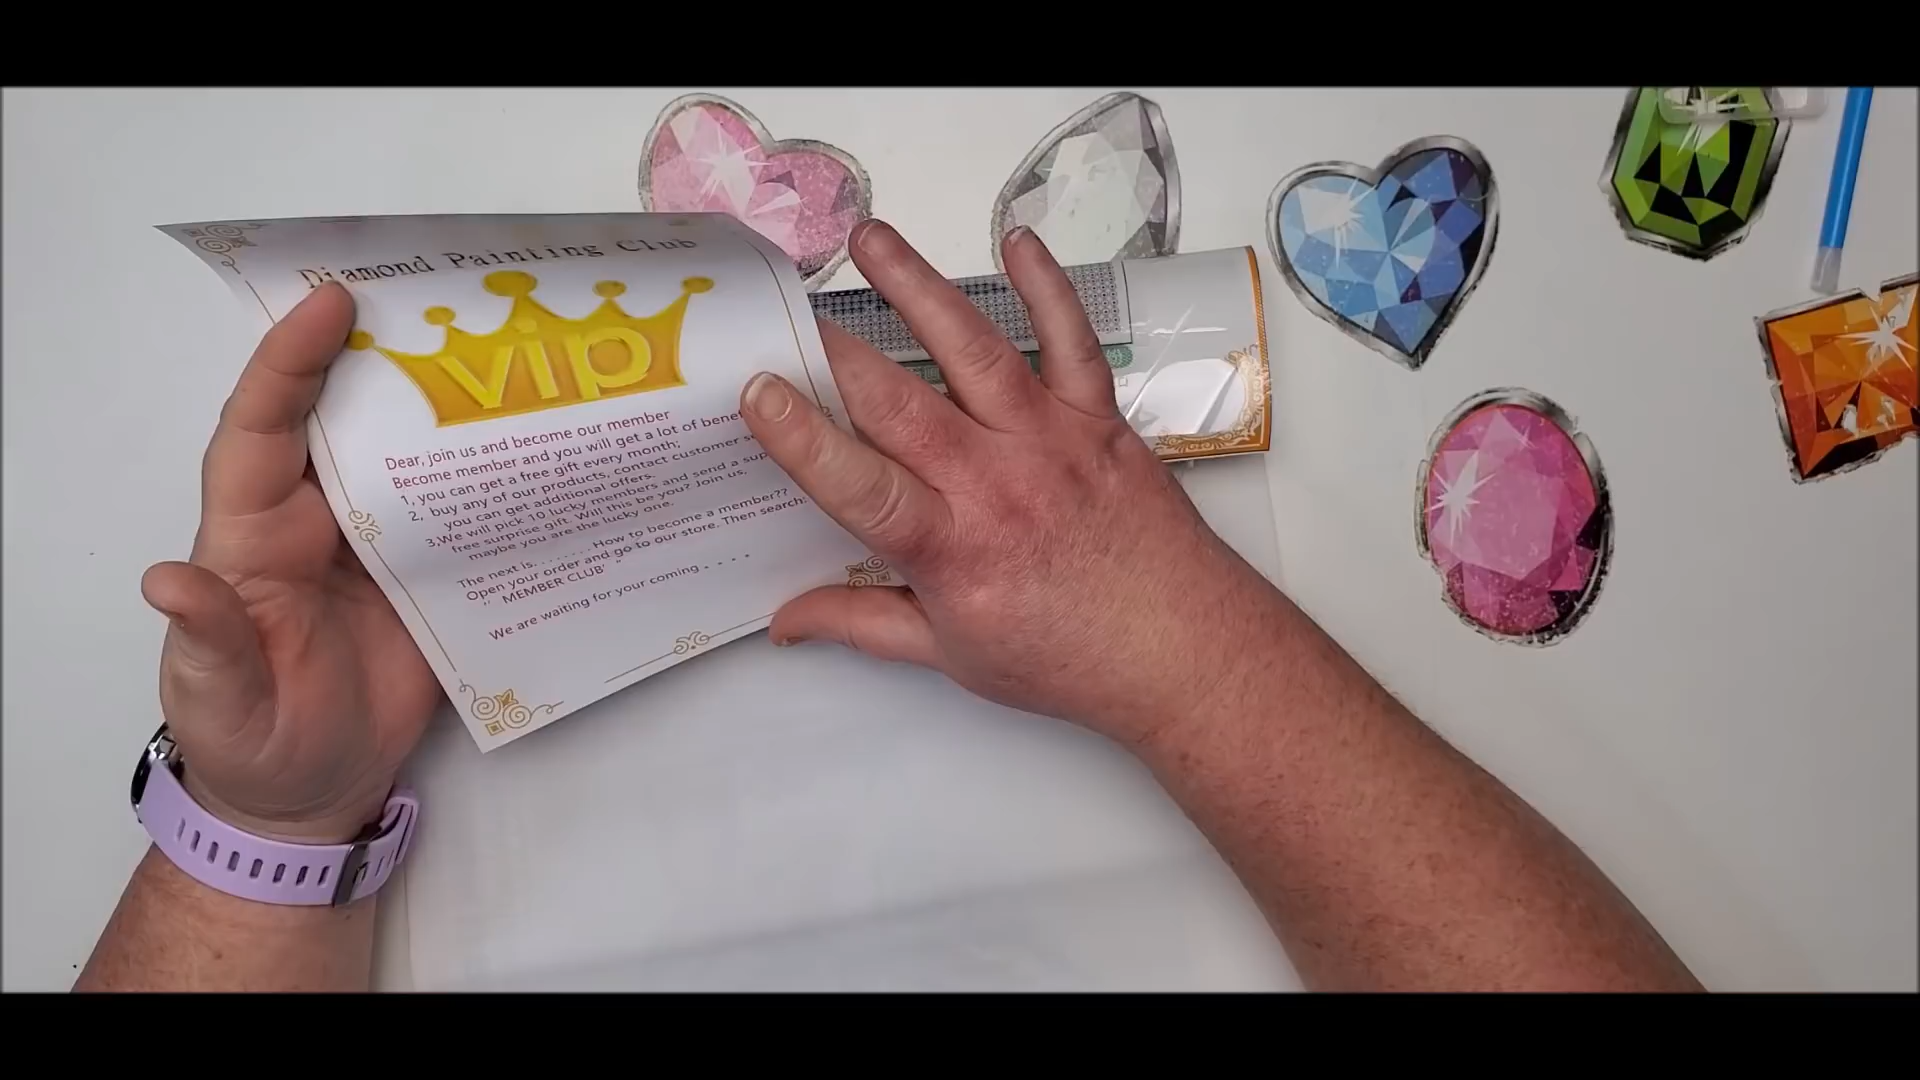 Diamond Painting Club
vip
Dear, join us and become our member
Become member and you will get a lot of
1, you can get a free gift every month;
2, buy any of our products, contact customer
you can get additional offers.
3,We will pick 10 lucky members and send a
free surprise gift. Will this be you? Join us,
maybe you are the lucky one.
The next is. . . . . . . . How to become a member??
Open your order and go to our store. Then search:
" MEMBER CLUB' "
We are waiting for your coming - - - -